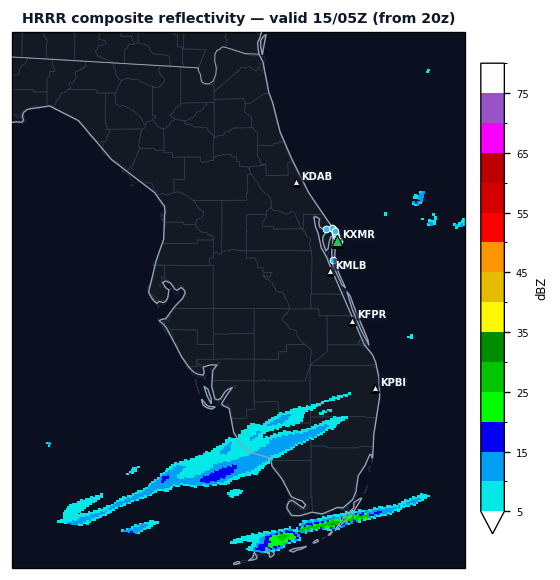 HRRR composite reflectivity — valid 15/05Z (from 20z)
KDAB
KXMR
KMLB
KFPR
KPBI
75
65
55
45
35
25
15
5
dBZ